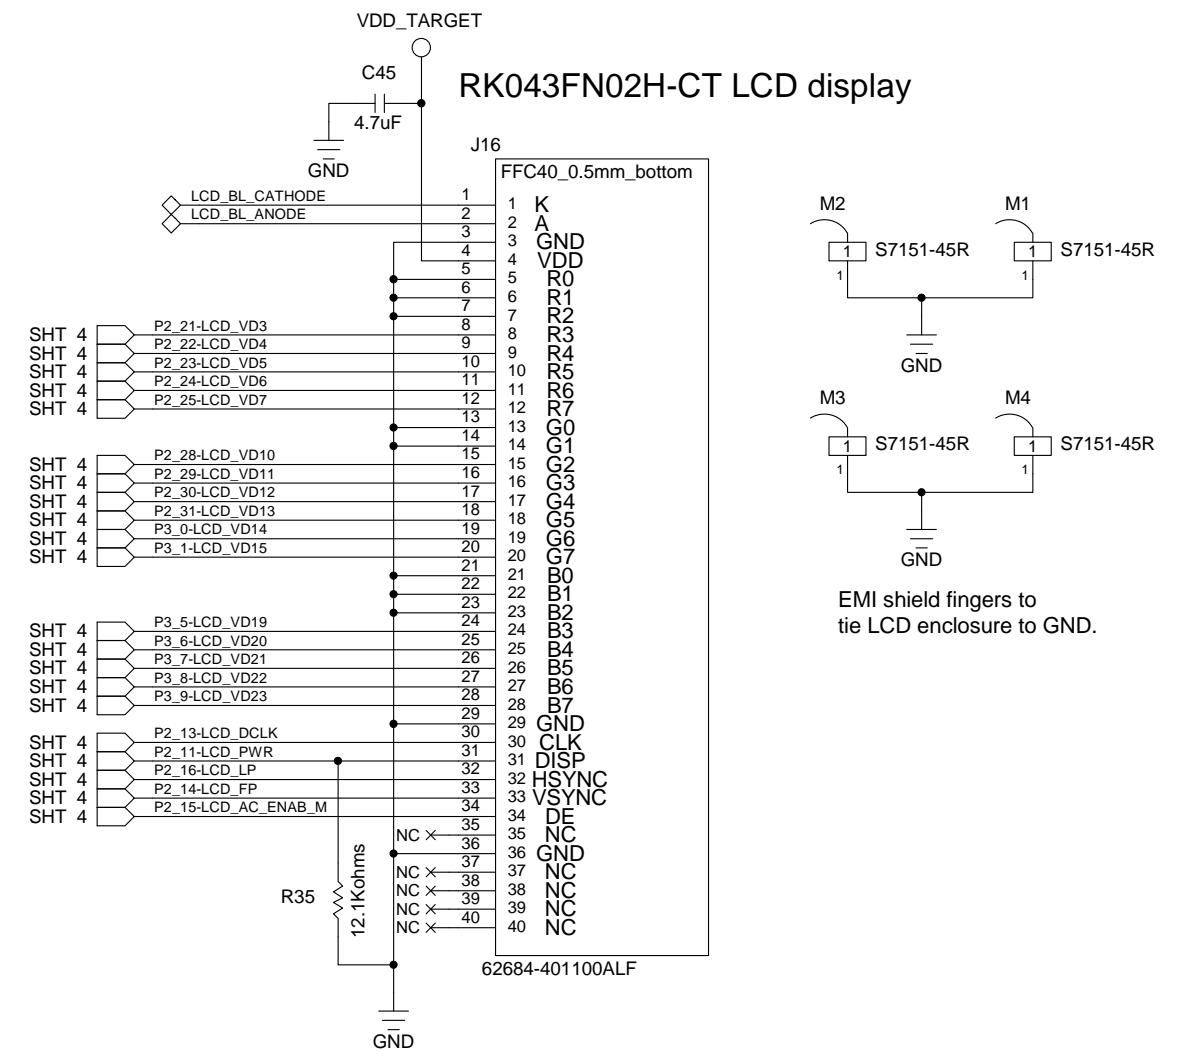 VDD_TARGET
C45
4.7uF
GND
RK043FN02H-CT LCD display
J16
FFC40_0.5mm_bottom
LCD_BL_CATHODE 1 1 K
LCD_BL_ANODE 2 2 A
3 3 GND
4 4 VDD
5 5 R0
6 6 R1
7 7 R2
SHT 4 P2_21-LCD_VD3 8 8 R3
SHT 4 P2_22-LCD_VD4 9 9 R4
SHT 4 P2_23-LCD_VD5 10 10 R5
SHT 4 P2_24-LCD_VD6 11 11 R6
SHT 4 P2_25-LCD_VD7 12 12 R7
13 13 G0
14 14 G1
SHT 4 P2_28-LCD_VD10 15 15 G2
SHT 4 P2_29-LCD_VD11 16 16 G3
SHT 4 P2_30-LCD_VD12 17 17 G4
SHT 4 P2_31-LCD_VD13 18 18 G5
SHT 4 P3_0-LCD_VD14 19 19 G6
SHT 4 P3_1-LCD_VD15 20 20 G7
21 21 B0
22 22 B1
23 23 B2
SHT 4 P3_5-LCD_VD19 24 24 B3
SHT 4 P3_6-LCD_VD20 25 25 B4
SHT 4 P3_7-LCD_VD21 26 26 B5
SHT 4 P3_8-LCD_VD22 27 27 B6
SHT 4 P3_9-LCD_VD23 28 28 B7
29 29 GND
SHT 4 P2_13-LCD_DCLK 30 30 CLK
SHT 4 P2_11-LCD_PWR 31 31 DISP
SHT 4 P2_16-LCD_LP 32 32 HSYNC
SHT 4 P2_14-LCD_FP 33 33 VSYNC
SHT 4 P2_15-LCD_AC_ENAB_M 34 34 DE
NC 35 35 NC
36 36 GND
NC 37 37 NC
NC 38 38 NC
NC 39 39 NC
NC 40 40 NC
R35
12.1Kohms
62684-401100ALF
GND
M2
1 S7151-45R
1
M1
1 S7151-45R
1
GND
M3
1 S7151-45R
1
M4
1 S7151-45R
1
GND
EMI shield fingers to
tie LCD enclosure to GND.